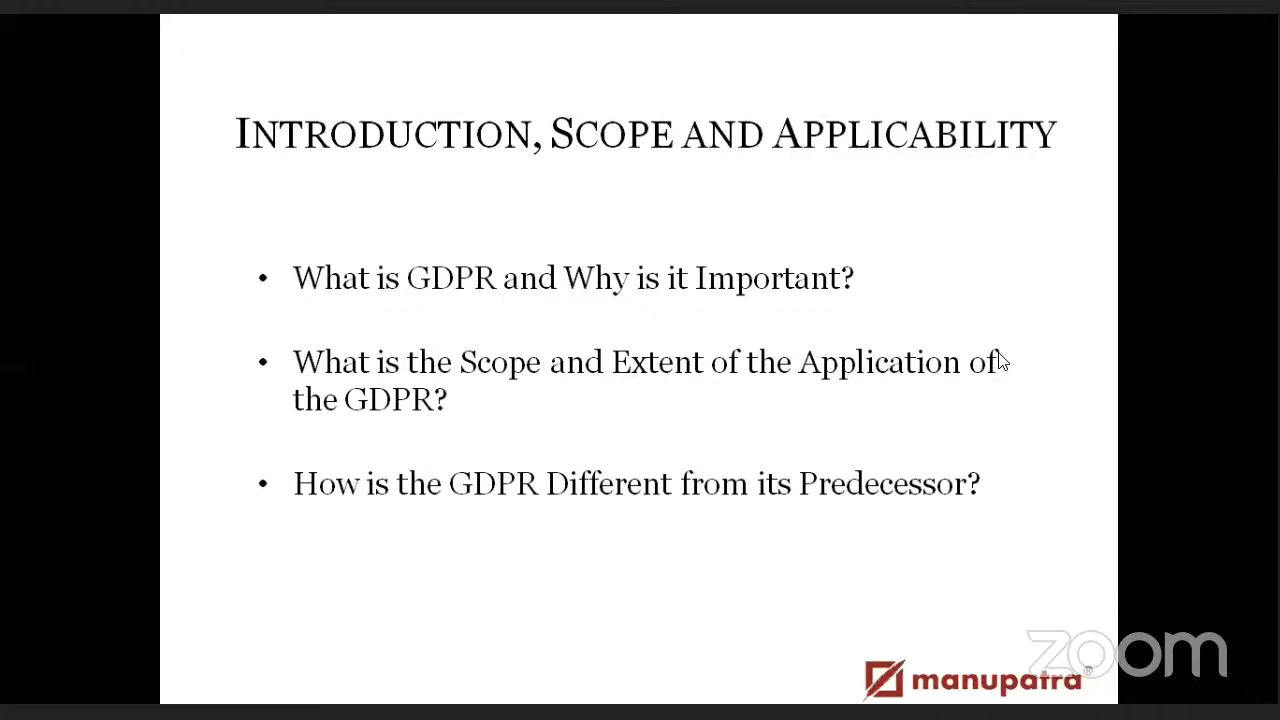 INTRODUCTION, SCOPE AND APPLICABILITY
• What is GDPR and Why is it Important?
• What is the Scope and Extent of the Application of
the GDPR?
• How is the GDPR Different from its Predecessor?
zoom
manupatra®